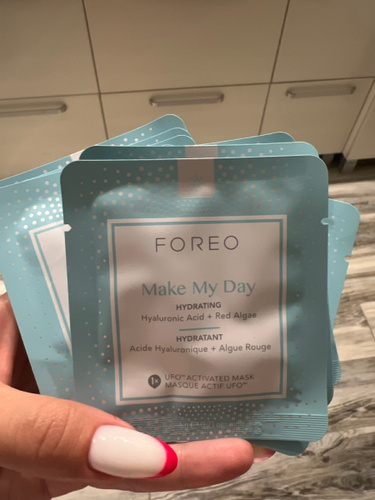 FOREO
Make My Day
HYDRATING
Hyaluronic Acid + Red Algae
HYDRATANT
Acide Hyaluronique + Algue Rouge
UFO™ ACTIVATED MASK
MASQUE ACTIF UFO™